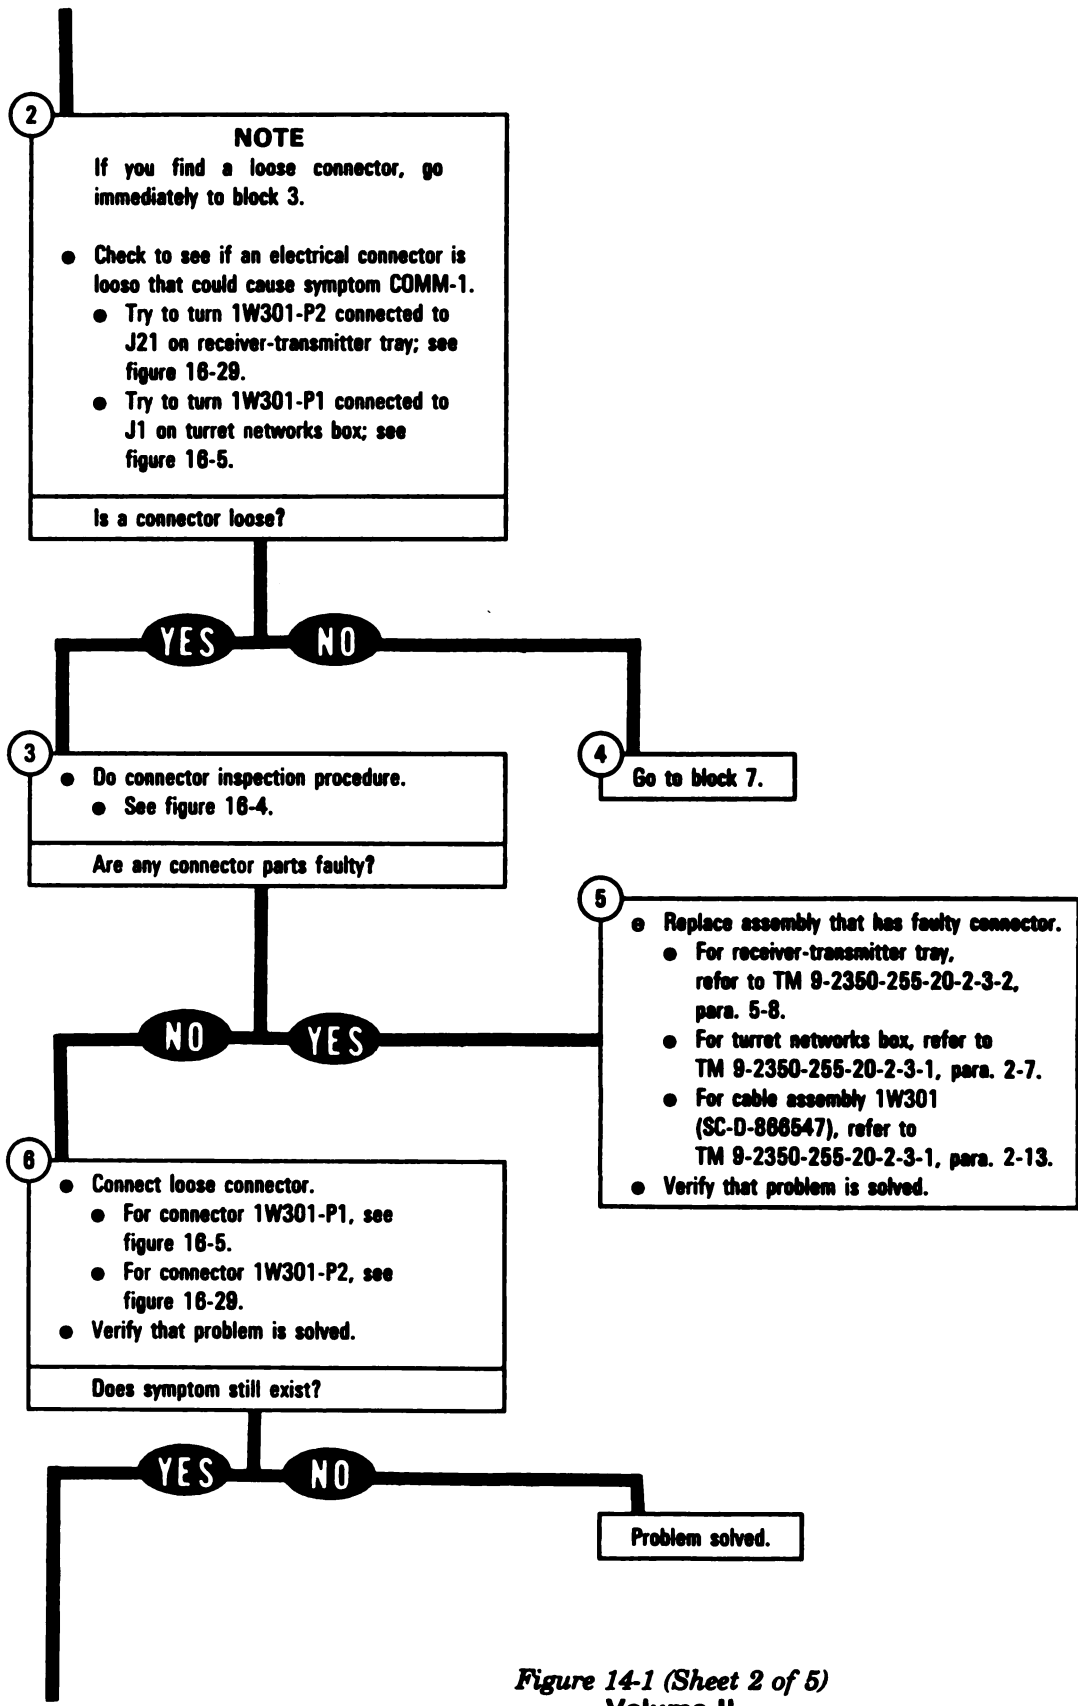 2
NOTE
If you find a loose connector, go
immediately to block 3.
● Check to see if an electrical connector is
looso that could cause symptom COMM-1.
● Try to turn 1W301-P2 connected to
J21 on receiver-transmitter tray; see
figure 16-29.
● Try to turn 1W301-P1 connected to
J1 on turret networks box; see
figure 16-5.
Is a connector loose?
YES
NO
3
● Do connector inspection procedure.
● See figure 16-4.
Are any connector parts faulty?
4
Go to block 7.
NO
YES
5
● Replace assembly that has faulty connector.
● For receiver-transmitter tray,
refer to TM 9-2350-255-20-2-3-2,
para. 5-8.
● For turret networks box, refer to
TM 9-2350-255-20-2-3-1, para. 2-7.
● For cable assembly 1W301
(SC-D-866547), refer to
TM 9-2350-255-20-2-3-1, para. 2-13.
● Verify that problem is solved.
6
● Connect loose connector.
● For connector 1W301-P1, see
figure 16-5.
● For connector 1W301-P2, see
figure 16-29.
● Verify that problem is solved.
Does symptom still exist?
YES
NO
Problem solved.
Figure 14-1 (Sheet 2 of 5)
Volume II